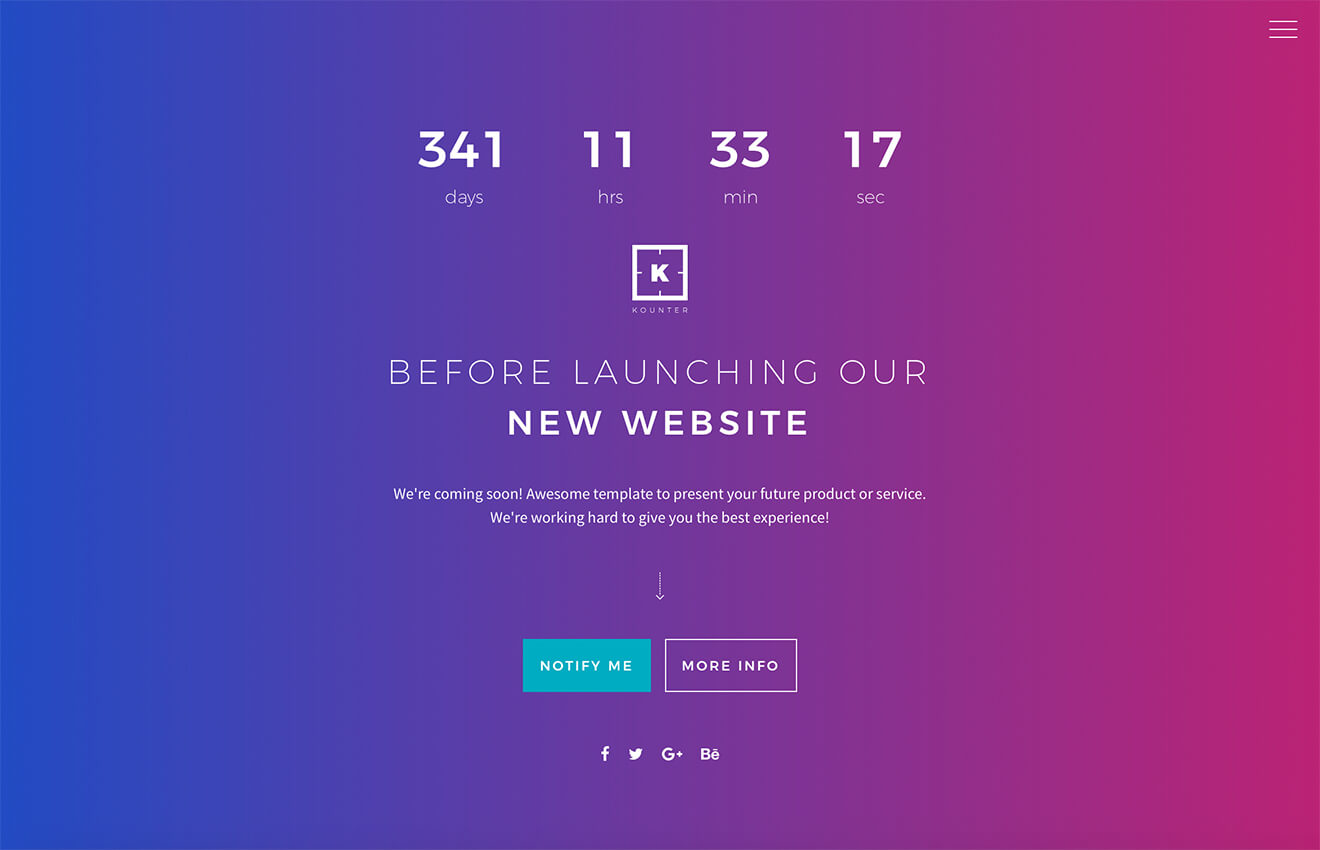 341 11 33 17
days hrs min sec
K
KOUNTER
BEFORE LAUNCHING OUR
NEW WEBSITE
We're coming soon! Awesome template to present your future product or service.
We're working hard to give you the best experience!
NOTIFY ME MORE INFO
f G+ Bē